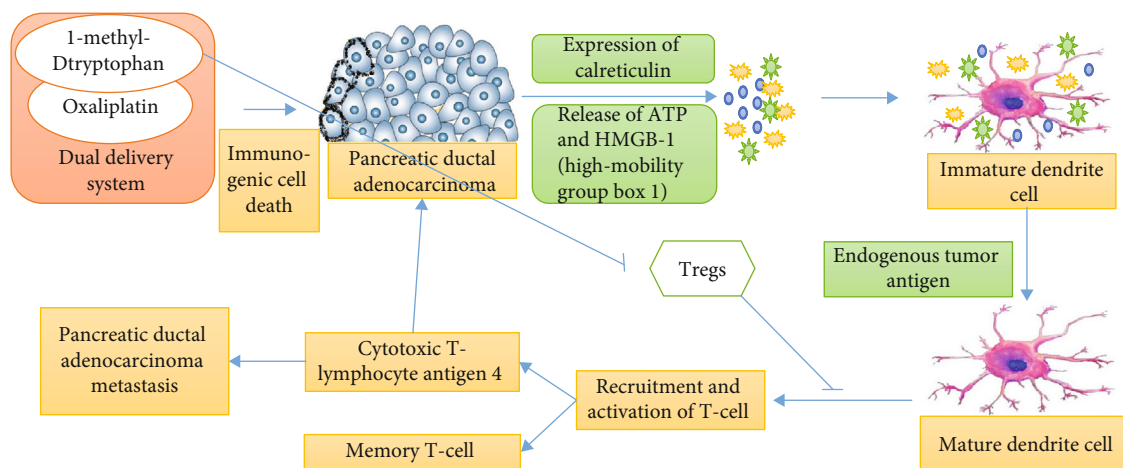 1-methyl-
Dtryptophan
Oxaliplatin
Dual delivery
system
Immuno-
genic cell
death
Pancreatic ductal
adenocarcinoma
Expression of
calreticulin
Release of ATP
and HMGB-1
(high-mobility
group box 1)
Immature dendrite
cell
Endogenous tumor
antigen
Tregs
Pancreatic ductal
adenocarcinoma
metastasis
Cytotoxic T-
lymphocyte antigen 4
Recruitment and
activation of T-cell
Memory T-cell
Mature dendrite cell